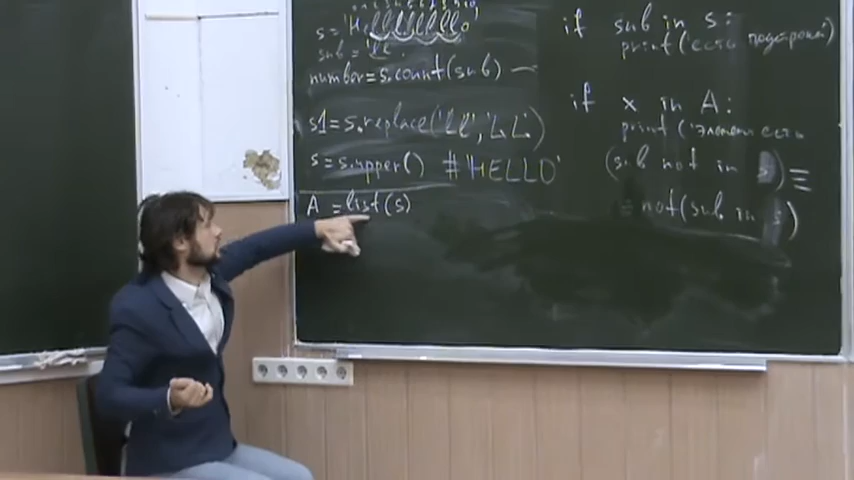 s = 'Hellllllo'
sub = 'll'
number = s.count(sub) —
s1 = s.replace('ll', 'LL')
s = s.upper() #'HELLO'
A = list(s)
if sub in s:
print('есть подстрока')
if x in A:
print('элемент есть
(sub not in s) =
= not(sub in s)